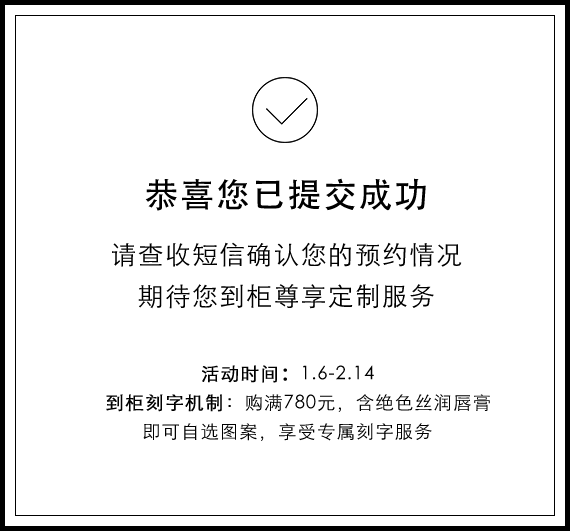 恭喜您已提交成功
请查收短信确认您的预约情况
期待您到柜尊享定制服务
活动时间：1.6-2.14
到柜刻字机制：购满780元，含绝色丝润唇膏
即可自选图案，享受专属刻字服务